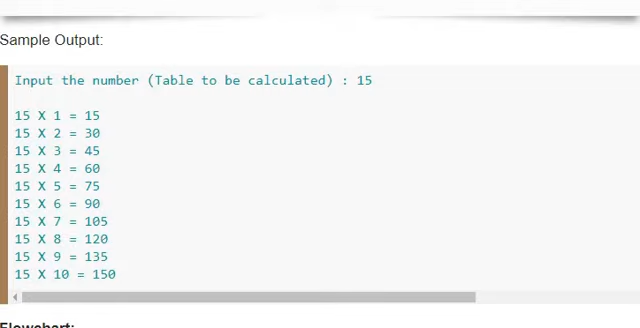 Sample Output:
Input the number (Table to be calculated) : 15
15 X 1 = 15
15 X 2 = 30
15 X 3 = 45
15 X 4 = 60
15 X 5 = 75
15 X 6 = 90
15 X 7 = 105
15 X 8 = 120
15 X 9 = 135
15 X 10 = 150
Flowchart: